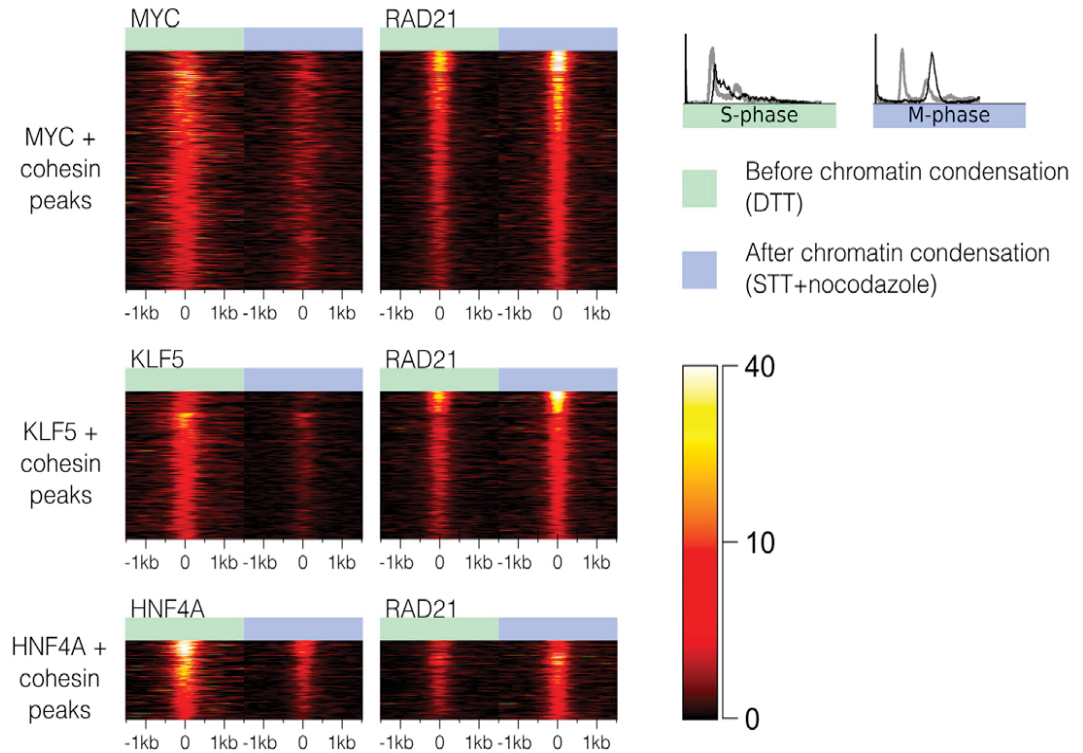 MYC RAD21
MYC +
cohesin
peaks
-1kb 0 1kb -1kb 0 1kb -1kb 0 1kb -1kb 0 1kb
KLF5 RAD21
KLF5 +
cohesin
peaks
-1kb 0 1kb -1kb 0 1kb -1kb 0 1kb -1kb 0 1kb
HNF4A RAD21
HNF4A +
cohesin
peaks
-1kb 0 1kb -1kb 0 1kb -1kb 0 1kb -1kb 0 1kb
S-phase M-phase
Before chromatin condensation
(DTT)
After chromatin condensation
(STT+nocodazole)
40
10
0